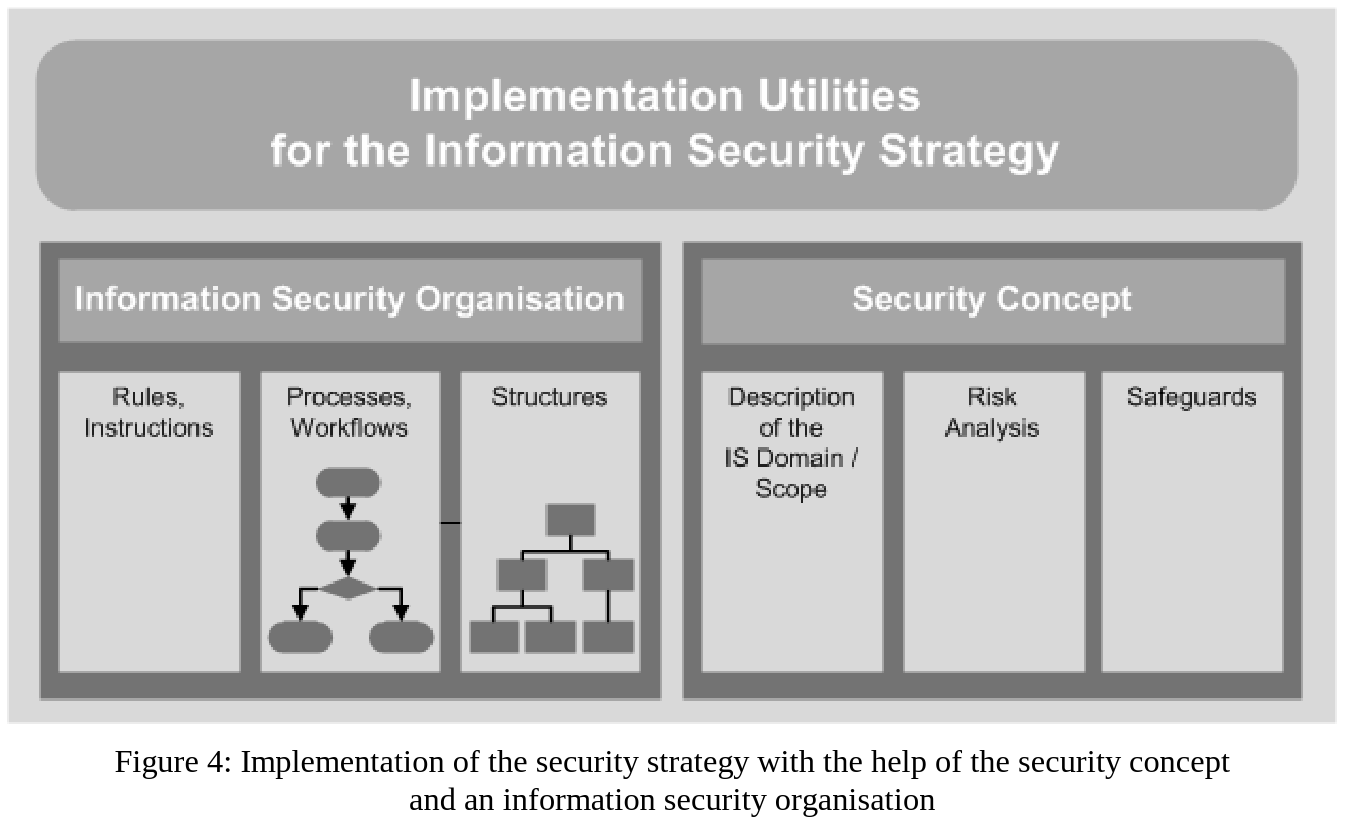 Implementation Utilities
for the Information Security Strategy
Information Security Organisation
Rules,
Instructions
Processes,
Workflows
Structures
Security Concept
Description
of the
IS Domain /
Scope
Risk
Analysis
Safeguards
Figure 4: Implementation of the security strategy with the help of the security concept
and an information security organisation